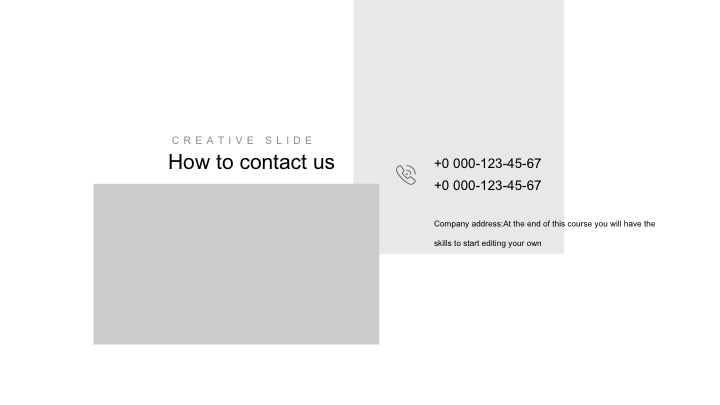 CREATIVE SLIDE
How to contact us
+0 000-123-45-67
+0 000-123-45-67
Company address:At the end of this course you will have the
skills to start editing your own